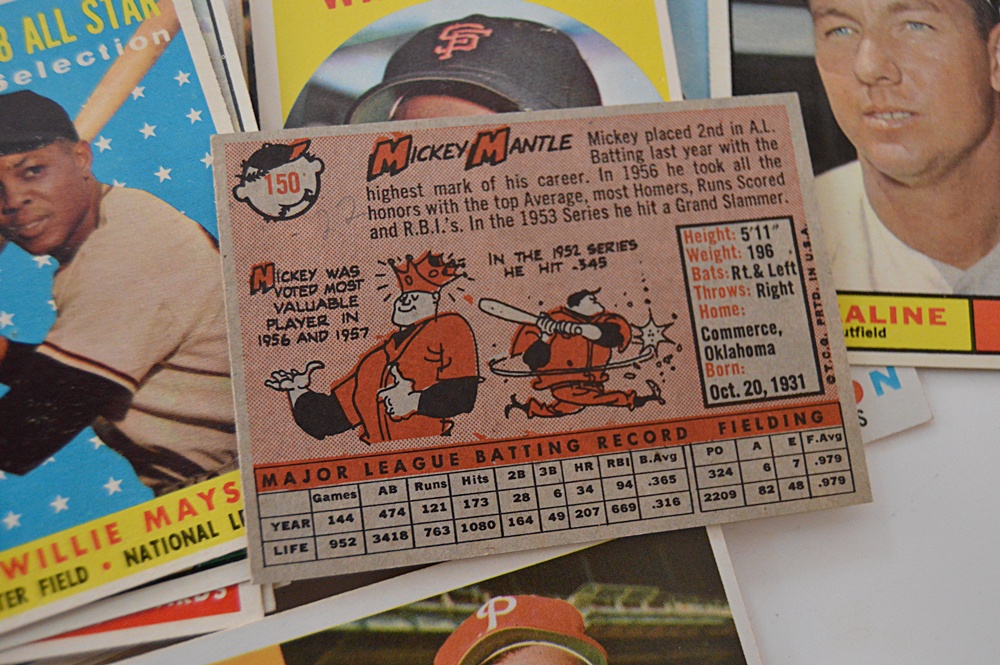 8 ALL STAR
Selection
WILLIE MAYS
TER FIELD • NATIONAL
SF
150
MICKEY MANTLE
Mickey placed 2nd in A.L.
Batting last year with the
highest mark of his career. In 1956 he took all the
honors with the top Average, most Homers, Runs Scored
and R.B.I.'s. In the 1953 Series he hit a Grand Slammer.
MICKEY WAS
VOTED MOST
VALUABLE
PLAYER IN
1956 AND 1957
IN THE 1952 SERIES
HE HIT .345
Height: 5'11"
Weight: 196
Bats: Rt. & Left
Throws: Right
Home:
Commerce,
Oklahoma
Born:
Oct. 20, 1931
© T.C.G. PRTD. IN U.S.A.
MAJOR LEAGUE BATTING RECORD FIELDING
Games AB Runs Hits 2B 3B HR RBI B.Avg PO A E F.Avg
YEAR 144 474 121 173 28 6 34 94 .365 324 6 7 .979
LIFE 952 3418 763 1080 164 49 207 669 .316 2209 82 48 .979
ALINE
utfield
N
S
P